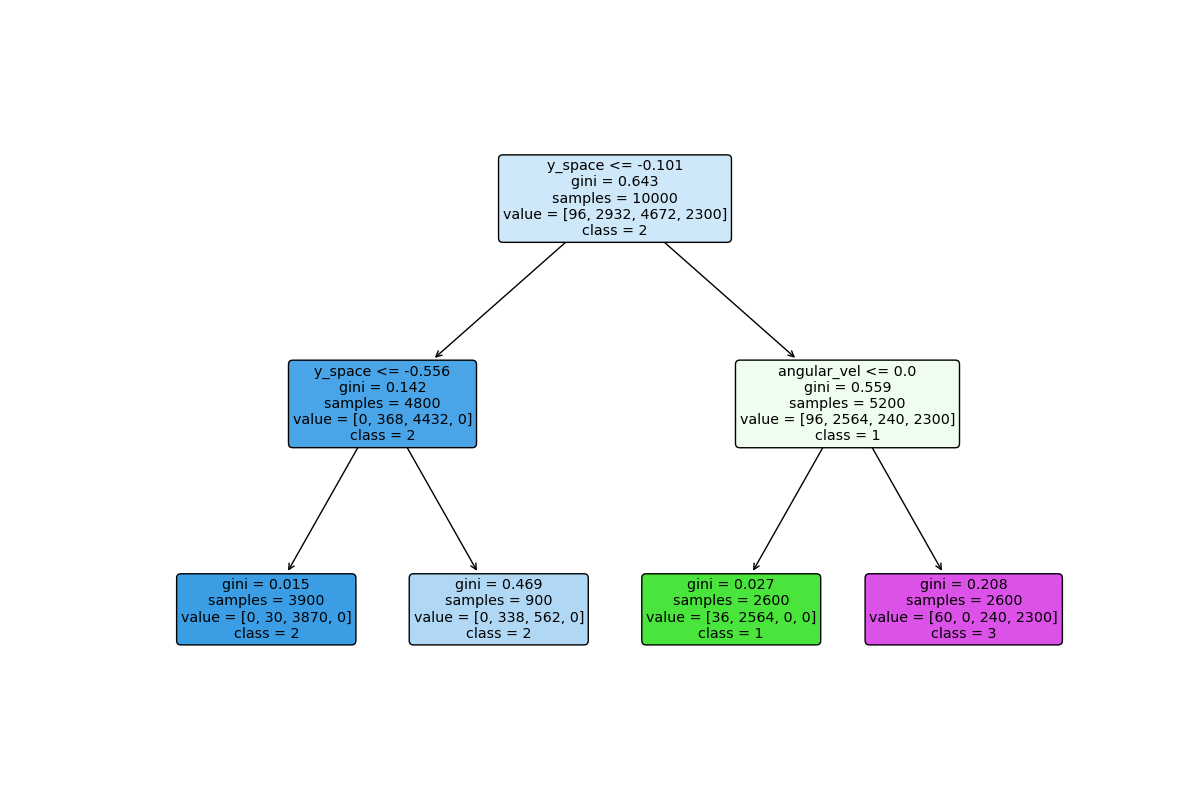 y_space <= -0.101
gini = 0.643
samples = 10000
value = [96, 2932, 4672, 2300]
class = 2
y_space <= -0.556
gini = 0.142
samples = 4800
value = [0, 368, 4432, 0]
class = 2
angular_vel <= 0.0
gini = 0.559
samples = 5200
value = [96, 2564, 240, 2300]
class = 1
gini = 0.015
samples = 3900
value = [0, 30, 3870, 0]
class = 2
gini = 0.469
samples = 900
value = [0, 338, 562, 0]
class = 2
gini = 0.027
samples = 2600
value = [36, 2564, 0, 0]
class = 1
gini = 0.208
samples = 2600
value = [60, 0, 240, 2300]
class = 3